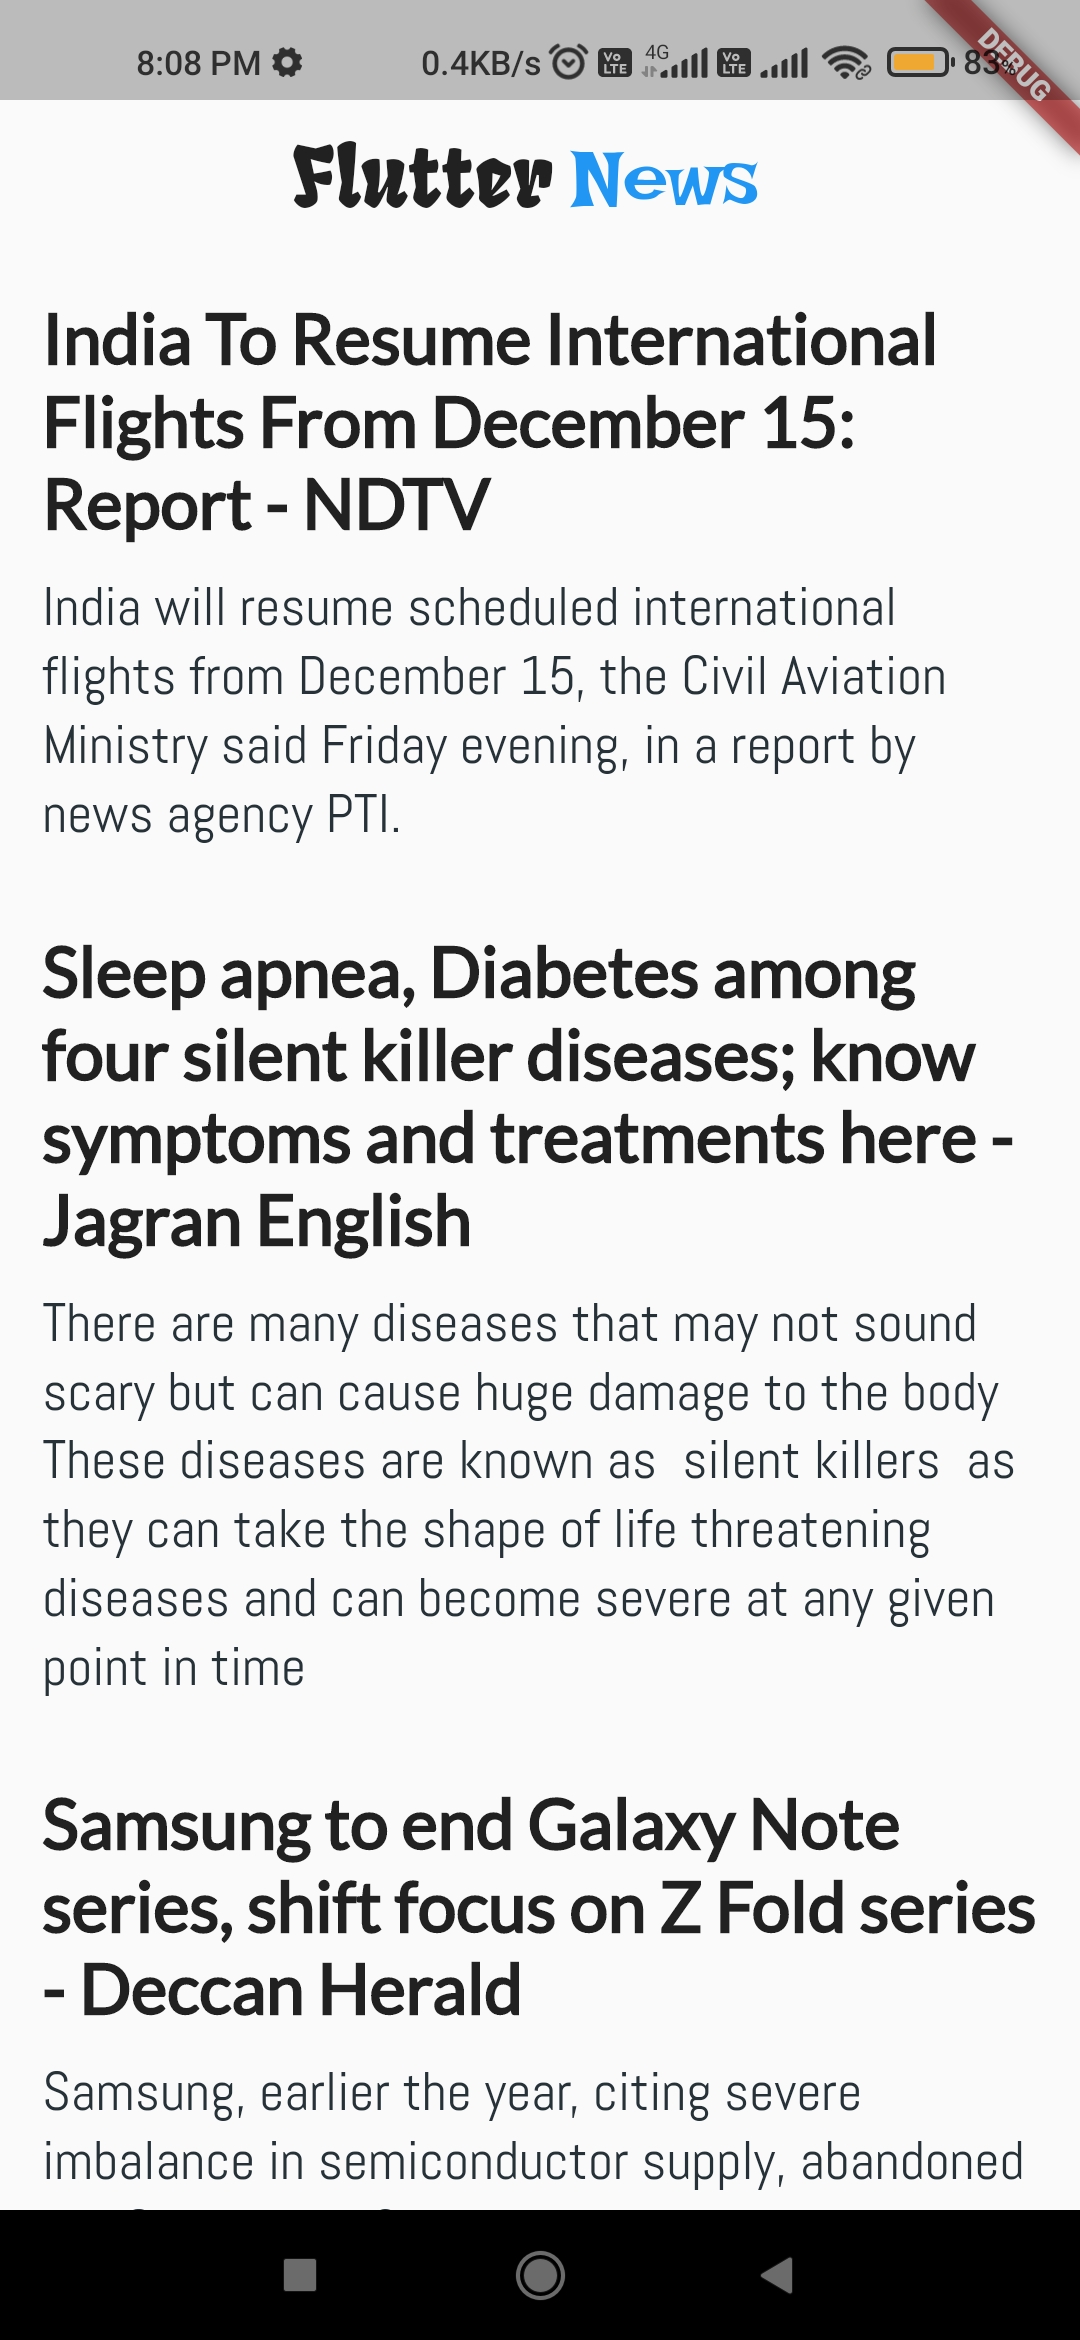 8:08 PM 0.4KB/s Vo LTE 4G Vo LTE 83%
DEBUG
Flutter News
India To Resume International
Flights From December 15:
Report - NDTV
India will resume scheduled international
flights from December 15, the Civil Aviation
Ministry said Friday evening, in a report by
news agency PTI.
Sleep apnea, Diabetes among
four silent killer diseases; know
symptoms and treatments here -
Jagran English
There are many diseases that may not sound
scary but can cause huge damage to the body
These diseases are known as  silent killers  as
they can take the shape of life threatening
diseases and can become severe at any given
point in time
Samsung to end Galaxy Note
series, shift focus on Z Fold series
- Deccan Herald
Samsung, earlier the year, citing severe
imbalance in semiconductor supply, abandoned